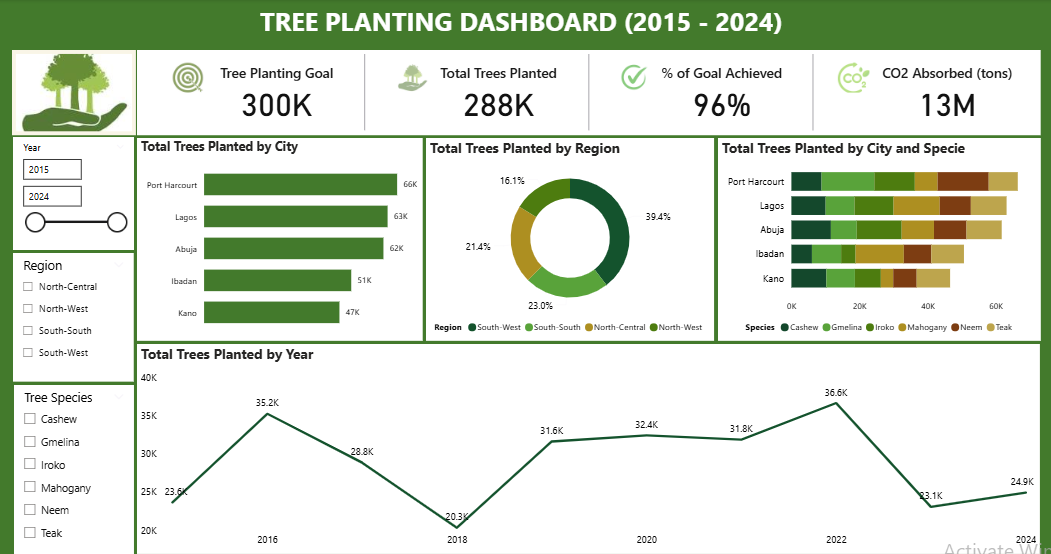 TREE PLANTING DASHBOARD (2015 - 2024)
Tree Planting Goal
300K
Total Trees Planted
288K
% of Goal Achieved
96%
CO2
CO2 Absorbed (tons)
13M
Year
2015
2024
Region
North-Central
North-West
South-South
South-West
Tree Species
Cashew
Gmelina
Iroko
Mahogany
Neem
Teak
Total Trees Planted by City
Port Harcourt 66K
Lagos 63K
Abuja 62K
Ibadan 51K
Kano 47K
Total Trees Planted by Region
16.1%
39.4%
21.4%
23.0%
Region South-West South-South North-Central North-West
Total Trees Planted by City and Specie
Port Harcourt
Lagos
Abuja
Ibadan
Kano
0K 20K 40K 60K
Species Cashew Gmelina Iroko Mahogany Neem Teak
Total Trees Planted by Year
40K
35K
30K
25K
20K
23.6K
35.2K
28.8K
20.3K
31.6K
32.4K
31.8K
36.6K
23.1K
24.9K
2016 2018 2020 2022 2024
Activate